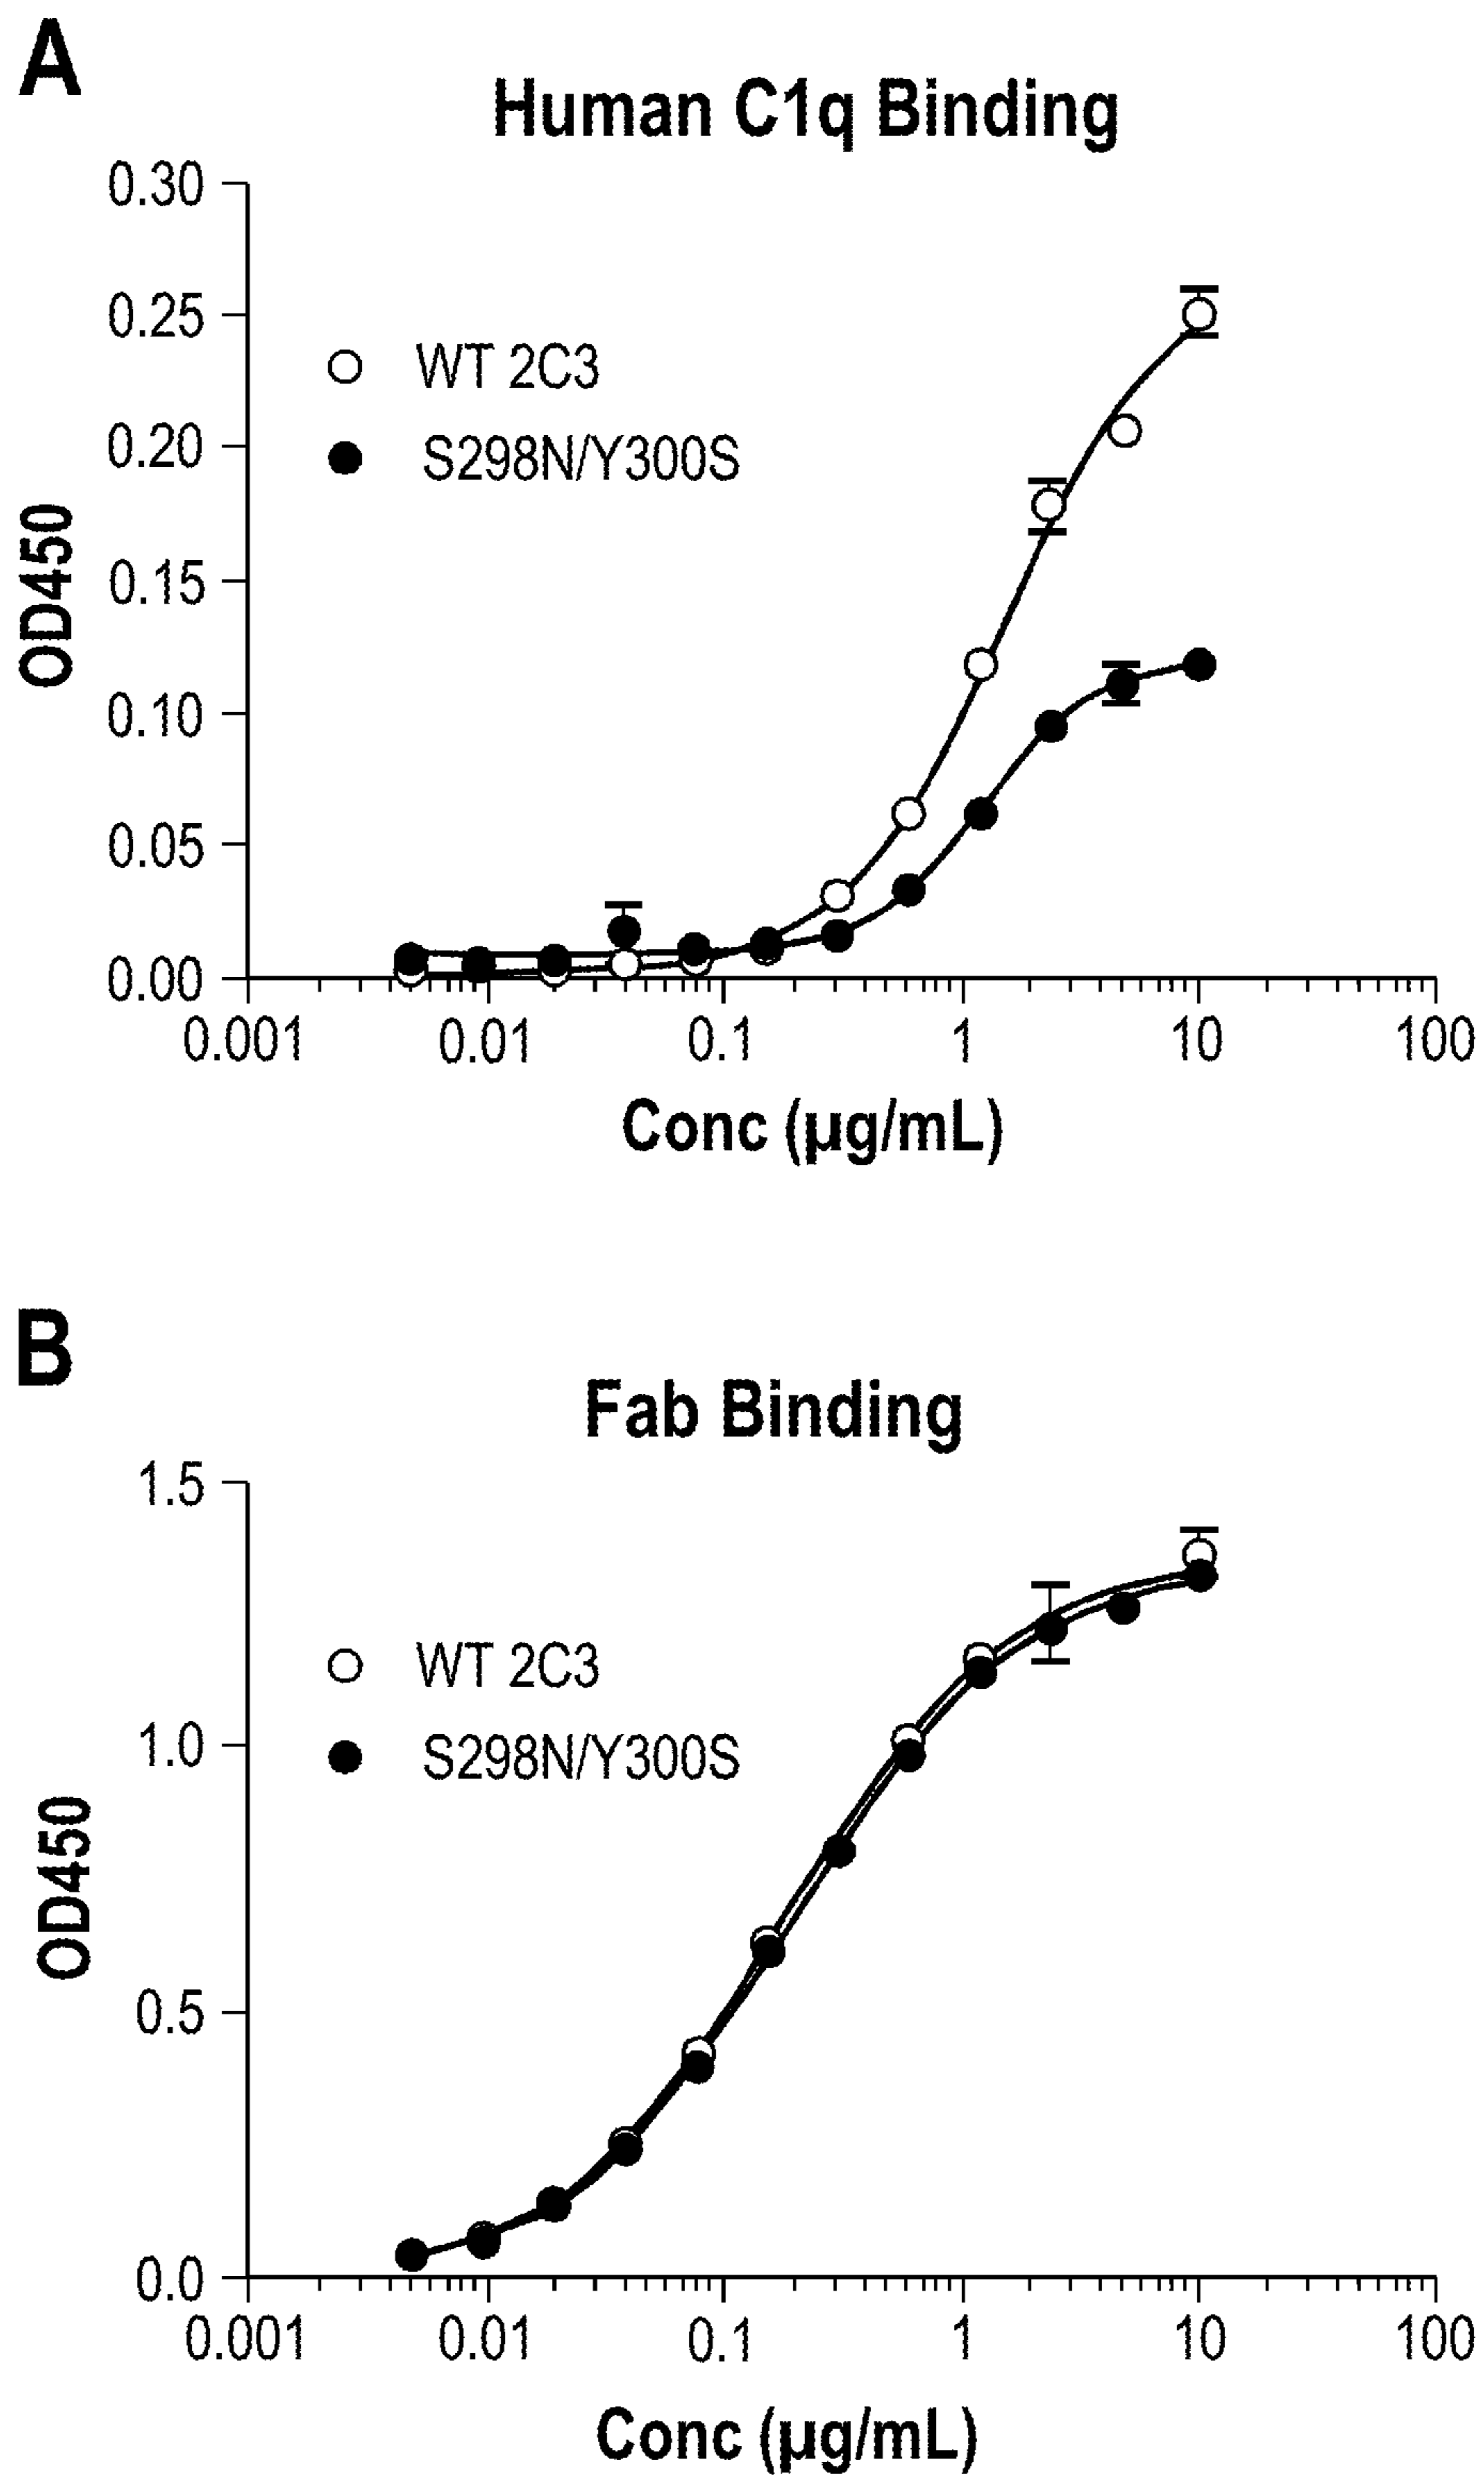 A
Human C1q Binding
0.30
0.25
0.20
0.15
0.10
0.05
0.00
OD450
WT 2C3
S298N/Y300S
0.001 0.01 0.1 1 10 100
Conc (µg/mL)
B
Fab Binding
1.5
1.0
0.5
0.0
OD450
WT 2C3
S298N/Y300S
0.001 0.01 0.1 1 10 100
Conc (µg/mL)